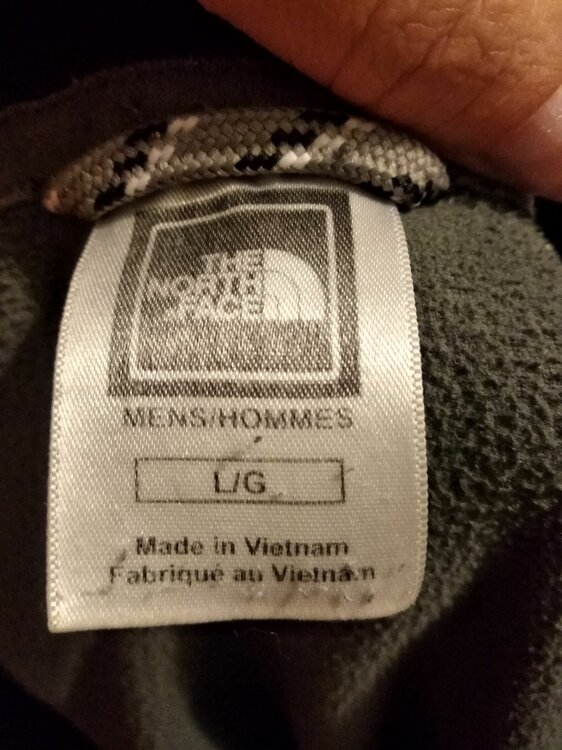 THE
NORTH
FACE
MENS/HOMMES
L/G
Made in Vietnam
Fabriqué au Vietnam